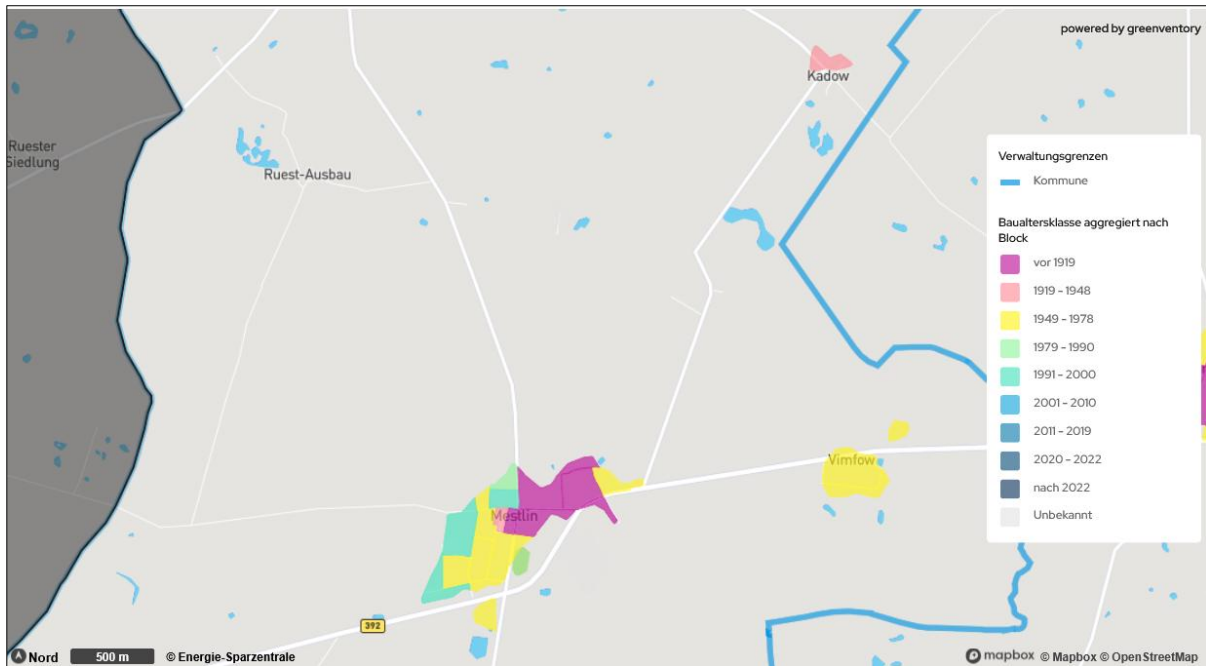 powered by greenventory
Kadow
Ruester
Siedlung
Ruest-Ausbau
Verwaltungsgrenzen
Kommune
Baualtersklasse aggregiert nach
Block
vor 1919
1919 - 1948
1949 - 1978
1979 - 1990
1991 - 2000
2001 - 2010
2011 - 2019
2020 - 2022
nach 2022
Unbekannt
Vimfow
Mestlin
392
Nord
500 m
© Energie-Sparzentrale
mapbox © Mapbox © OpenStreetMap